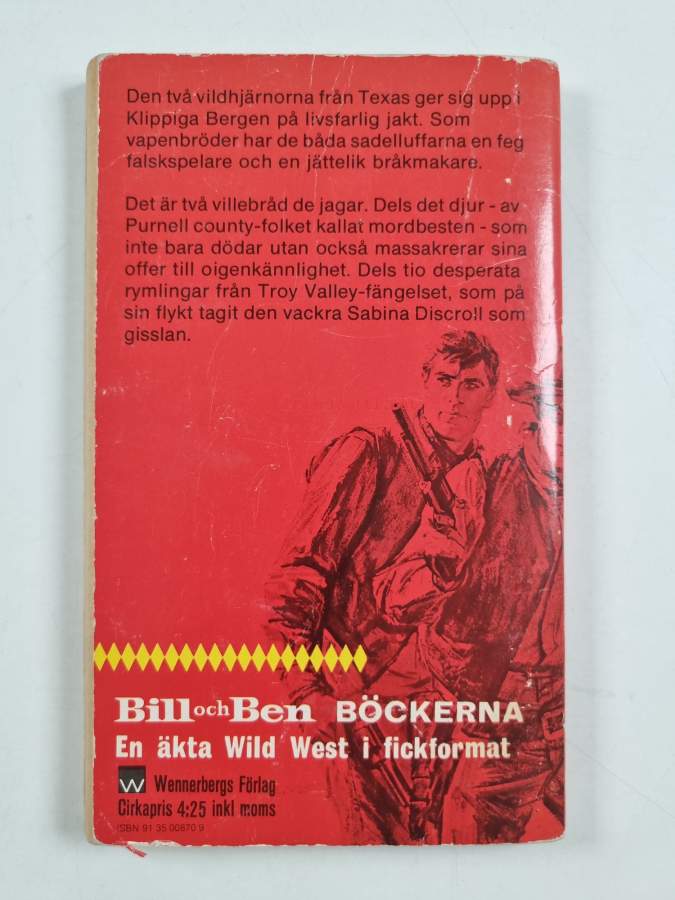 Den två vildhjärnorna från Texas ger sig upp i
Klippiga Bergen på livsfarlig jakt. Som
vapenbröder har de båda sadelluffarna en feg
falskspelare och en jättelik bråkmakare.
Det är två villebråd de jagar. Dels det djur - av
Purnell county-folket kallat mordbesten - som
inte bara dödar utan också massakrerar sina
offer till oigenkännlighet. Dels tio desperata
rymlingar från Troy Valley-fängelset, som på
sin flykt tagit den vackra Sabina Discroll som
gisslan.
Bill och Ben BÖCKERNA
En äkta Wild West i fickformat
W Wennerbergs Förlag
Cirkapris 4:25 inkl moms
ISBN 91 35 00670 9